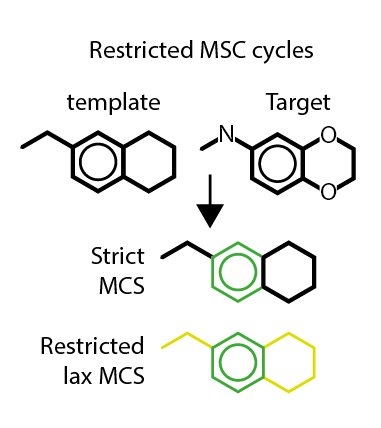 Restricted MSC cycles
template
Target
N
O
O
Strict
MCS
Restricted
lax MCS